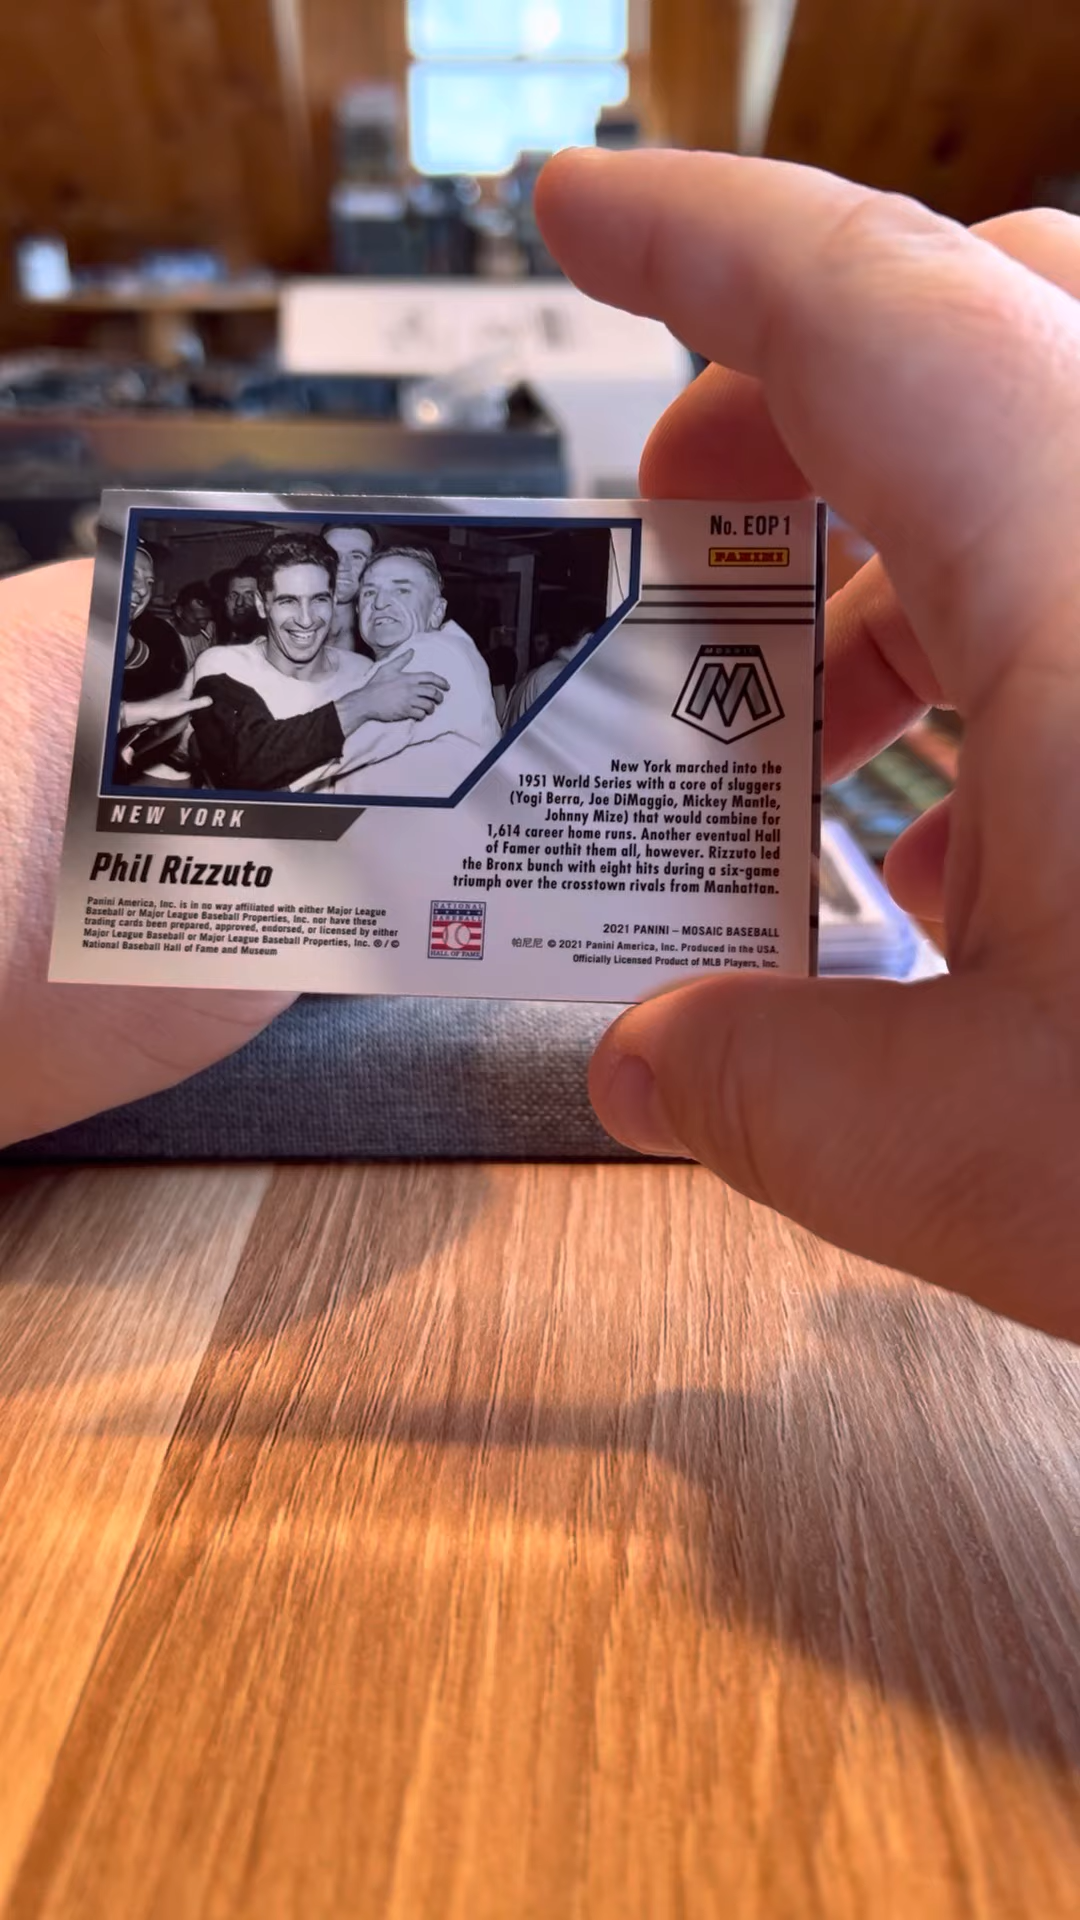 No. EOP1
PANINI
MOSAIC
New York marched into the
1951 World Series with a core of sluggers
(Yogi Berra, Joe DiMaggio, Mickey Mantle,
Johnny Mize) that would combine for
1,614 career home runs. Another eventual Hall
of Famer outhit them all, however. Rizzuto led
the Bronx bunch with eight hits during a six-game
triumph over the crosstown rivals from Manhattan.
NEW YORK
Phil Rizzuto
Panini America, Inc. is in no way affiliated with either Major League
Baseball or Major League Baseball Properties, Inc. nor have these
trading cards been prepared, approved, endorsed, or licensed by either
Major League Baseball or Major League Baseball Properties, Inc. ® / ©
National Baseball Hall of Fame and Museum
NATIONAL
BASEBALL
HALL OF FAME
2021 PANINI – MOSAIC BASEBALL
帕尼尼 © 2021 Panini America, Inc. Produced in the USA.
Officially Licensed Product of MLB Players, Inc.